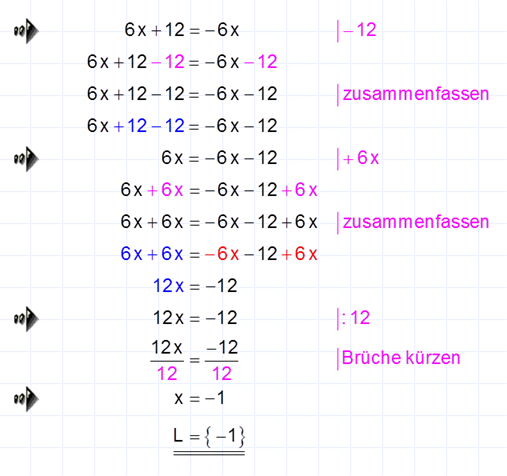 6x+12=−6x |−12
6x+12−12=−6x−12
6x+12−12=−6x−12 |zusammenfassen
6x+12−12=−6x−12
6x=−6x−12 |+6x
6x+6x=−6x−12+6x
6x+6x=−6x−12+6x |zusammenfassen
6x+6x=−6x−12+6x
12x=−12
12x=−12 |:12
12x/12=−12/12 |Brüche kürzen
x=−1
L={−1}